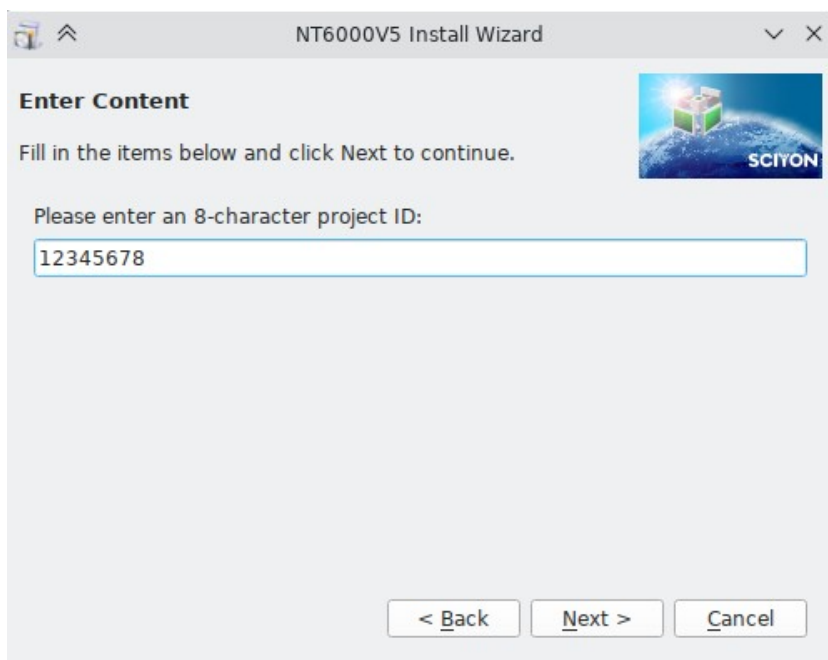 NT6000V5 Install Wizard
Enter Content
Fill in the items below and click Next to continue.
SCIYON
Please enter an 8-character project ID:
12345678
< Back
Next >
Cancel